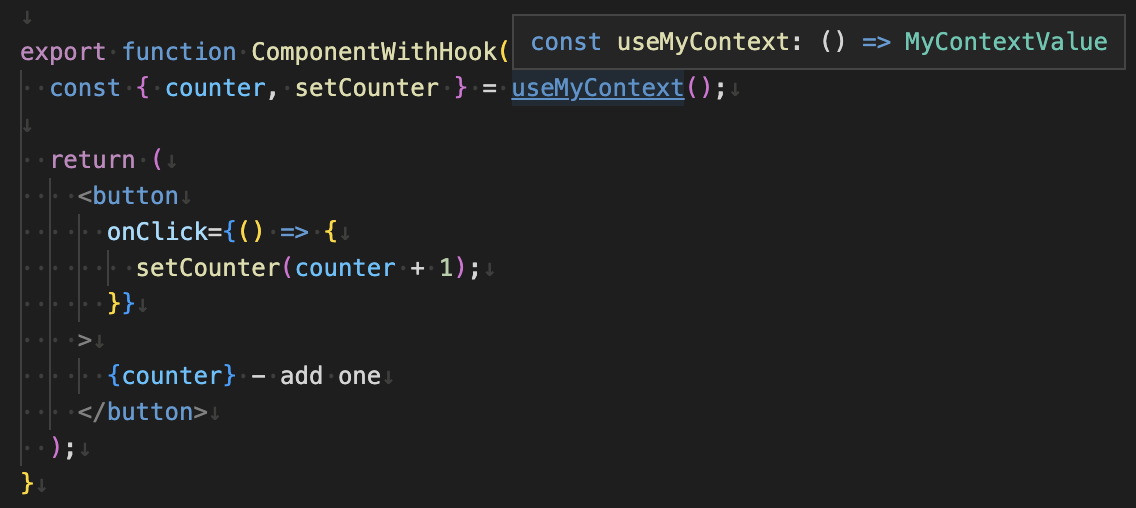 export function ComponentWithHook(
const useMyContext: () => MyContextValue
  const { counter, setCounter } = useMyContext();

  return (
    <button
      onClick={() => {
        setCounter(counter + 1);
      }}
    >
      {counter} - add one
    </button>
  );
}